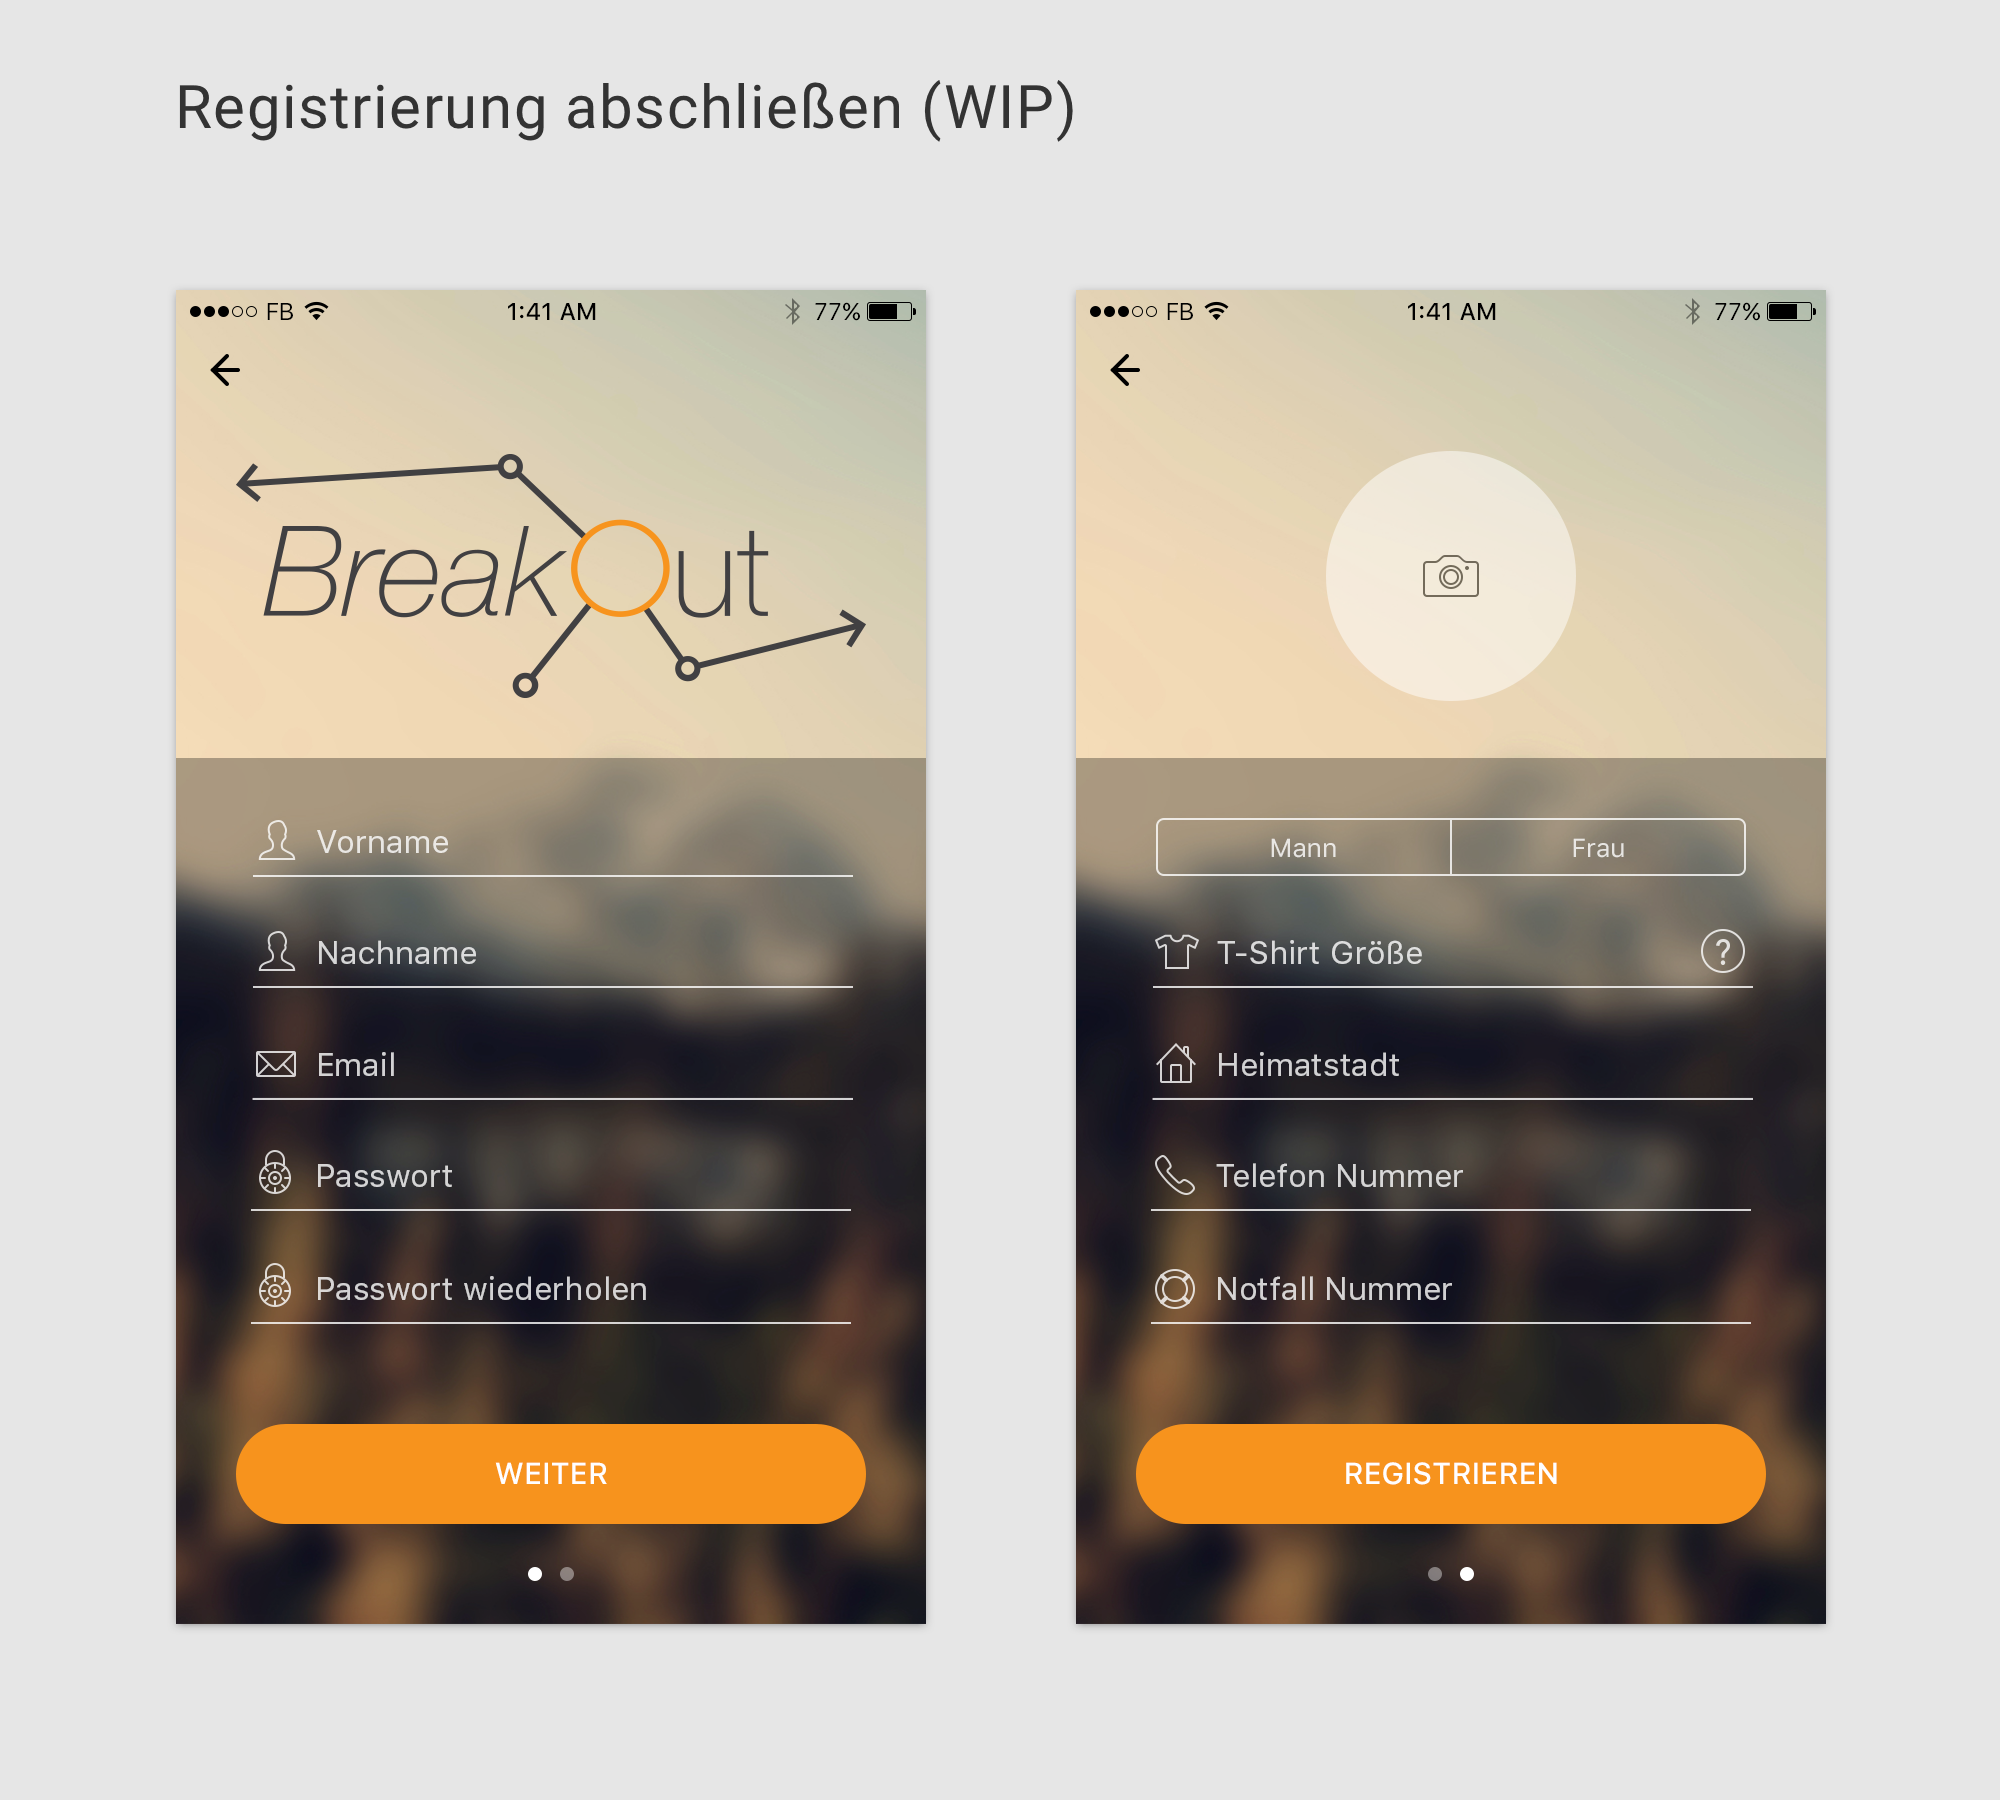 Registrierung abschließen (WIP)
FB 1:41 AM 77%
BreakOut
Vorname
Nachname
Email
Passwort
Passwort wiederholen
WEITER
FB 1:41 AM 77%
Mann Frau
T-Shirt Größe ?
Heimatstadt
Telefon Nummer
Notfall Nummer
REGISTRIEREN